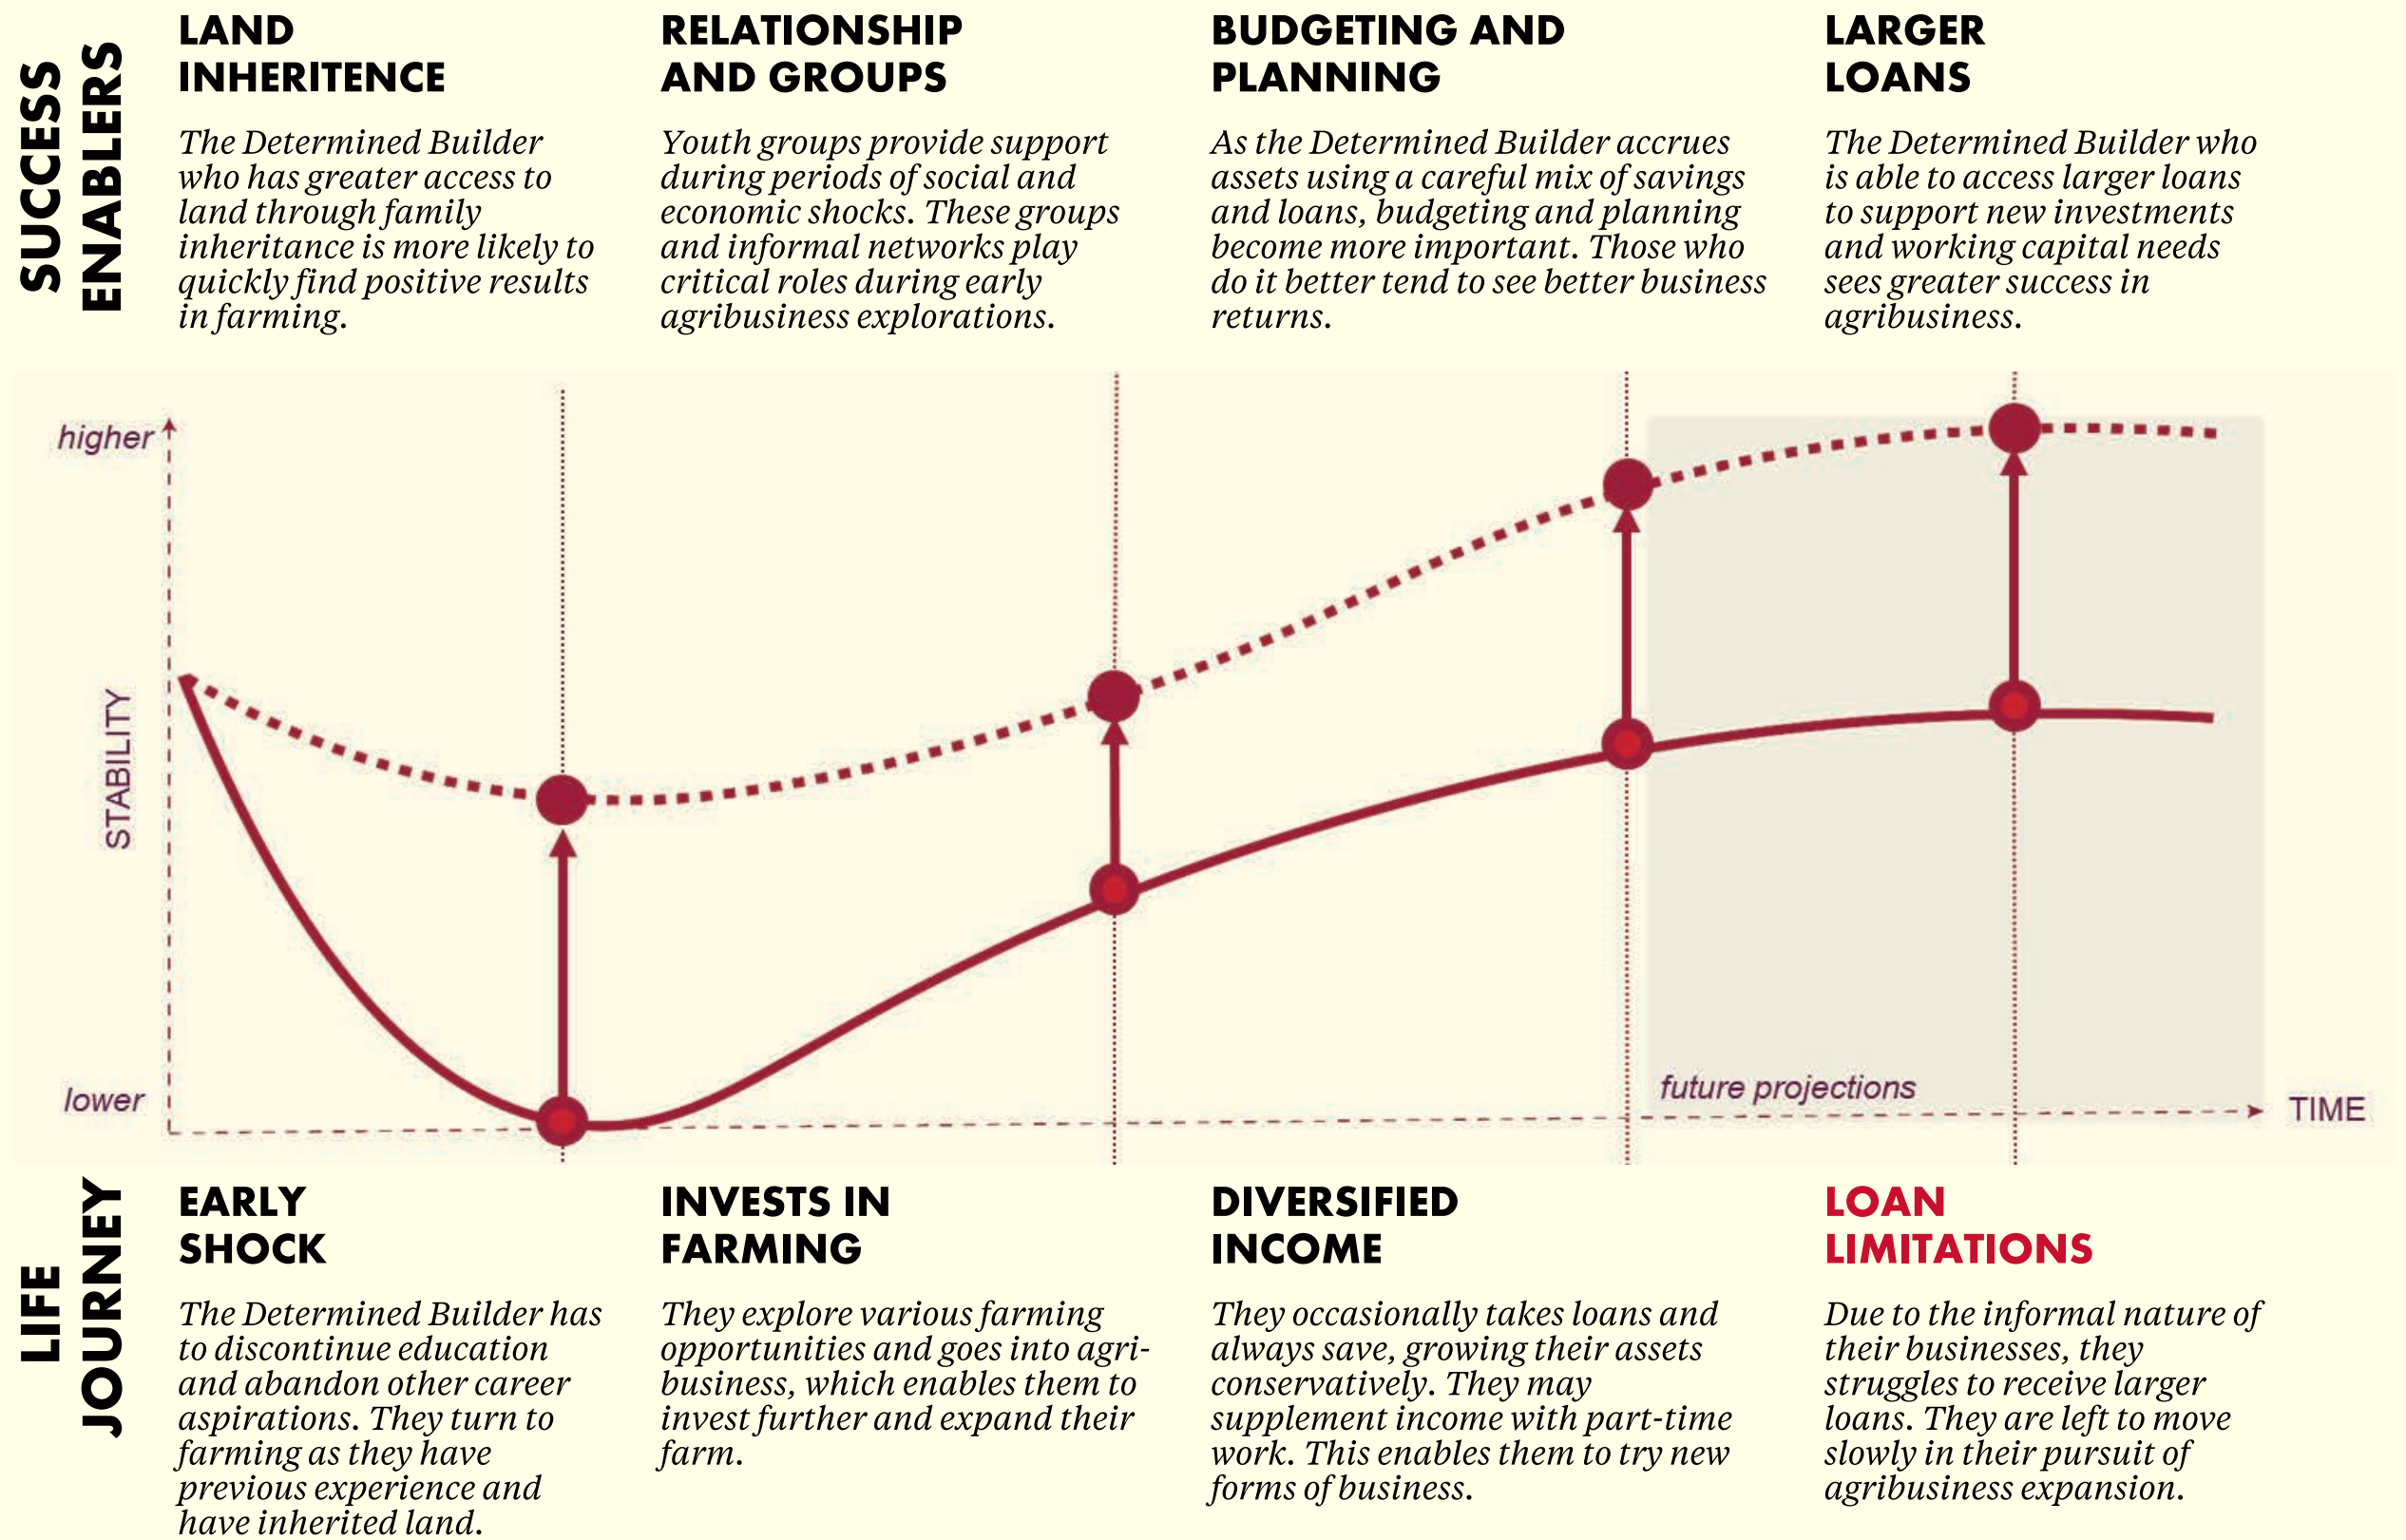 SUCCESS
ENABLERS
LAND
INHERITENCE
The Determined Builder
who has greater access to
land through family
inheritance is more likely to
quickly find positive results
in farming.
RELATIONSHIP
AND GROUPS
Youth groups provide support
during periods of social and
economic shocks. These groups
and informal networks play
critical roles during early
agribusiness explorations.
BUDGETING AND
PLANNING
As the Determined Builder accrues
assets using a careful mix of savings
and loans, budgeting and planning
become more important. Those who
do it better tend to see better business
returns.
LARGER
LOANS
The Determined Builder who
is able to access larger loans
to support new investments
and working capital needs
sees greater success in
agribusiness.
higher
STABILITY
lower
future projections
TIME
LIFE
JOURNEY
EARLY
SHOCK
The Determined Builder has
to discontinue education
and abandon other career
aspirations. They turn to
farming as they have
previous experience and
have inherited land.
INVESTS IN
FARMING
They explore various farming
opportunities and goes into agri-
business, which enables them to
invest further and expand their
farm.
DIVERSIFIED
INCOME
They occasionally takes loans and
always save, growing their assets
conservatively. They may
supplement income with part-time
work. This enables them to try new
forms of business.
LOAN
LIMITATIONS
Due to the informal nature of
their businesses, they
struggles to receive larger
loans. They are left to move
slowly in their pursuit of
agribusiness expansion.